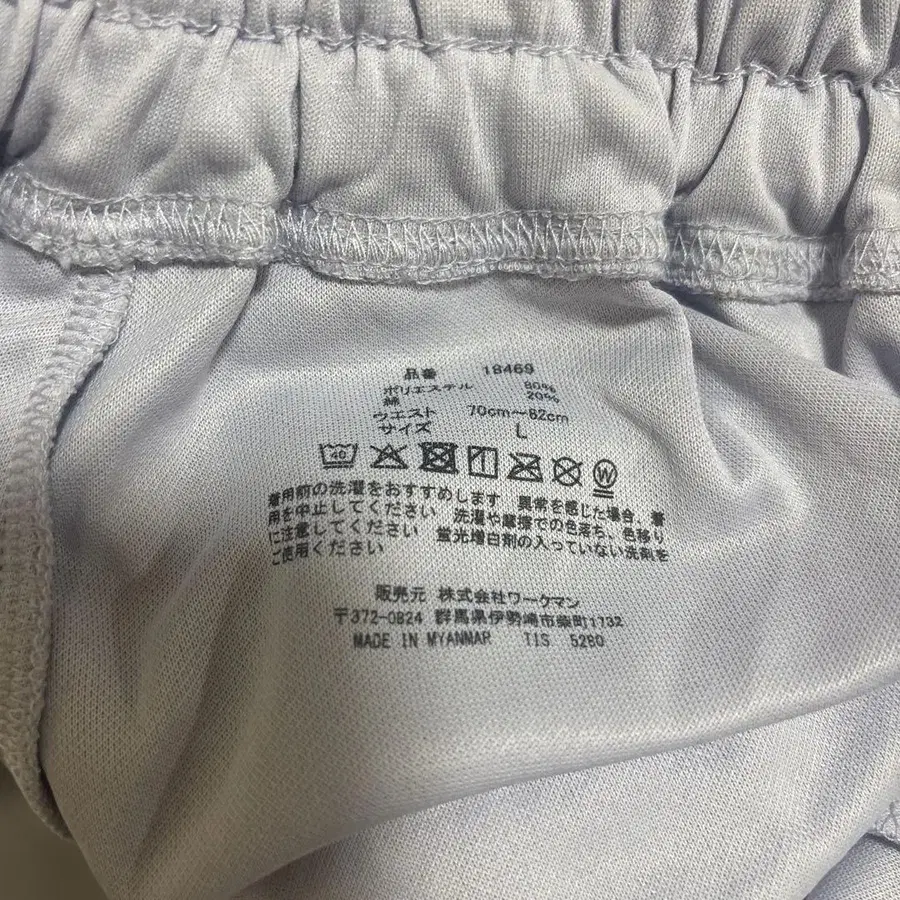 品番 18469
ポリエステル 80%
綿 20%
ウエスト 70cm～82cm
サイズ L
40 W
着用前の洗濯をおすすめします 異常を感じた場合、着
用を中止してください 洗濯や摩擦での色落ち、色移り
に注意してください 蛍光増白剤の入っていない洗剤を
ご使用ください
販売元 株式会社ワークマン
〒372-0824 群馬県伊勢崎市柴町1732
MADE IN MYANMAR TIS 5280